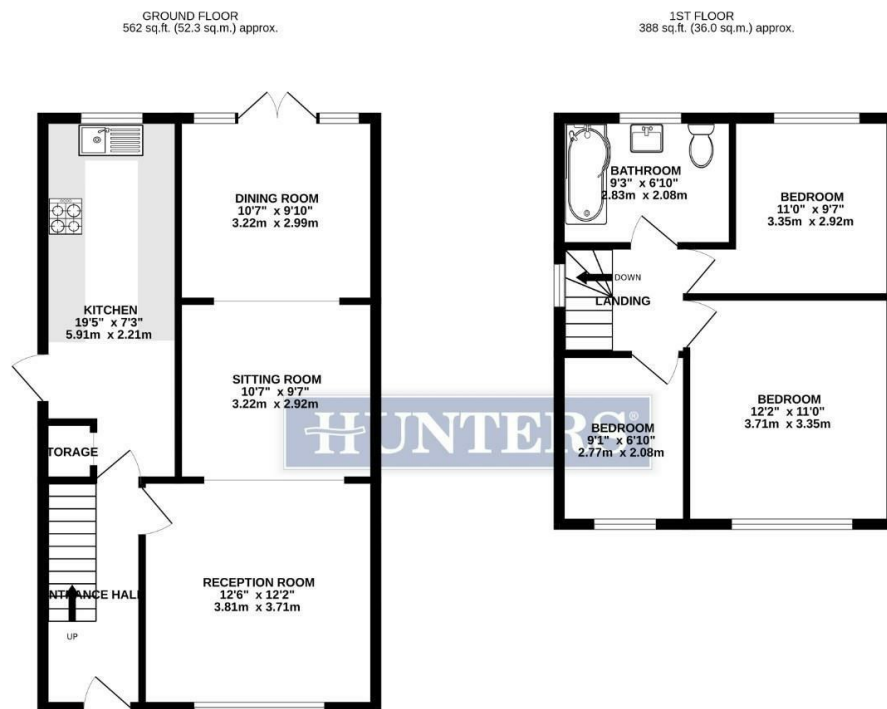 GROUND FLOOR
562 sq.ft. (52.3 sq.m.) approx.
1ST FLOOR
388 sq.ft. (36.0 sq.m.) approx.
DINING ROOM
10'7" x 9'10"
3.22m x 2.99m
KITCHEN
19'5" x 7'3"
5.91m x 2.21m
SITTING ROOM
10'7" x 9'7"
3.22m x 2.92m
TORAGE
NTRANCE HALL
UP
RECEPTION ROOM
12'6" x 12'2"
3.81m x 3.71m
BATHROOM
9'3" x 6'10"
2.83m x 2.08m
BEDROOM
11'0" x 9'7"
3.35m x 2.92m
DOWN
LANDING
BEDROOM
9'1" x 6'10"
2.77m x 2.08m
BEDROOM
12'2" x 11'0"
3.71m x 3.35m
HUNTERS®